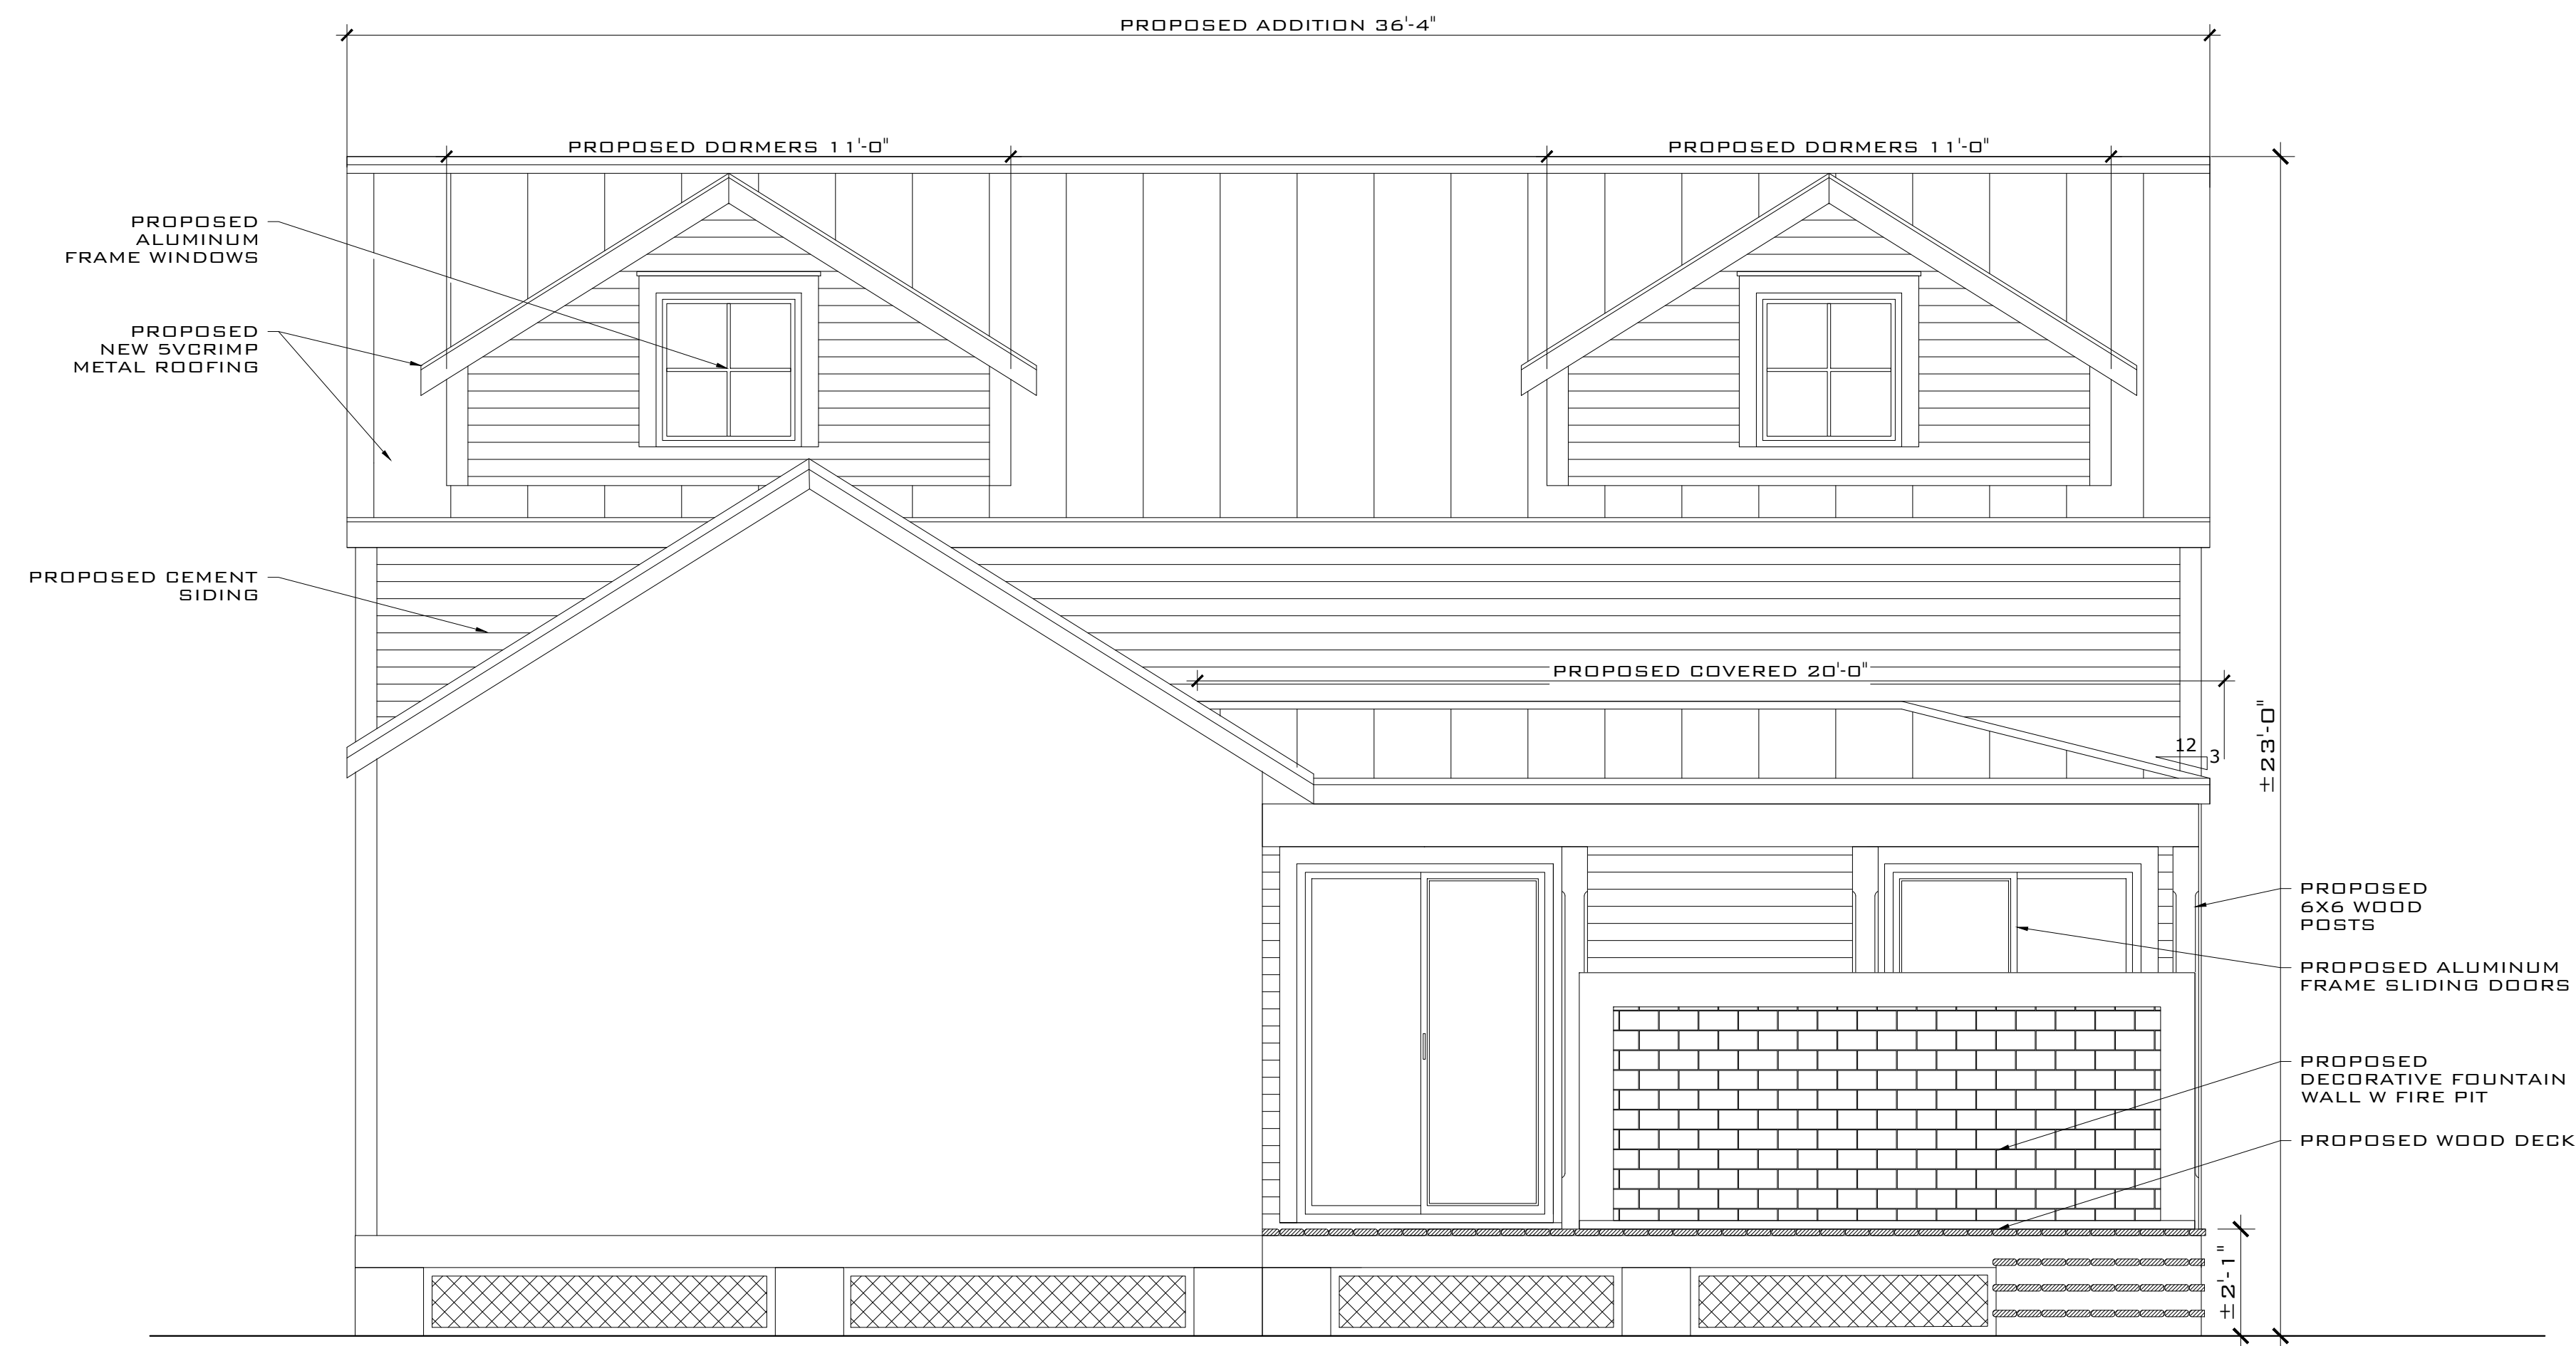 PROPOSED ADDITION 36'-4"
PROPOSED DORMERS 11'-0"
PROPOSED DORMERS 11'-0"
PROPOSED
ALUMINUM
FRAME WINDOWS
PROPOSED
NEW 5VCRIMP
METAL ROOFING
PROPOSED CEMENT
SIDING
PROPOSED COVERED 20'-0"
12
3
±23'-0"
PROPOSED
6X6 WOOD
POSTS
PROPOSED ALUMINUM
FRAME SLIDING DOORS
PROPOSED
DECORATIVE FOUNTAIN
WALL W FIRE PIT
PROPOSED WOOD DECK
±2'-1"